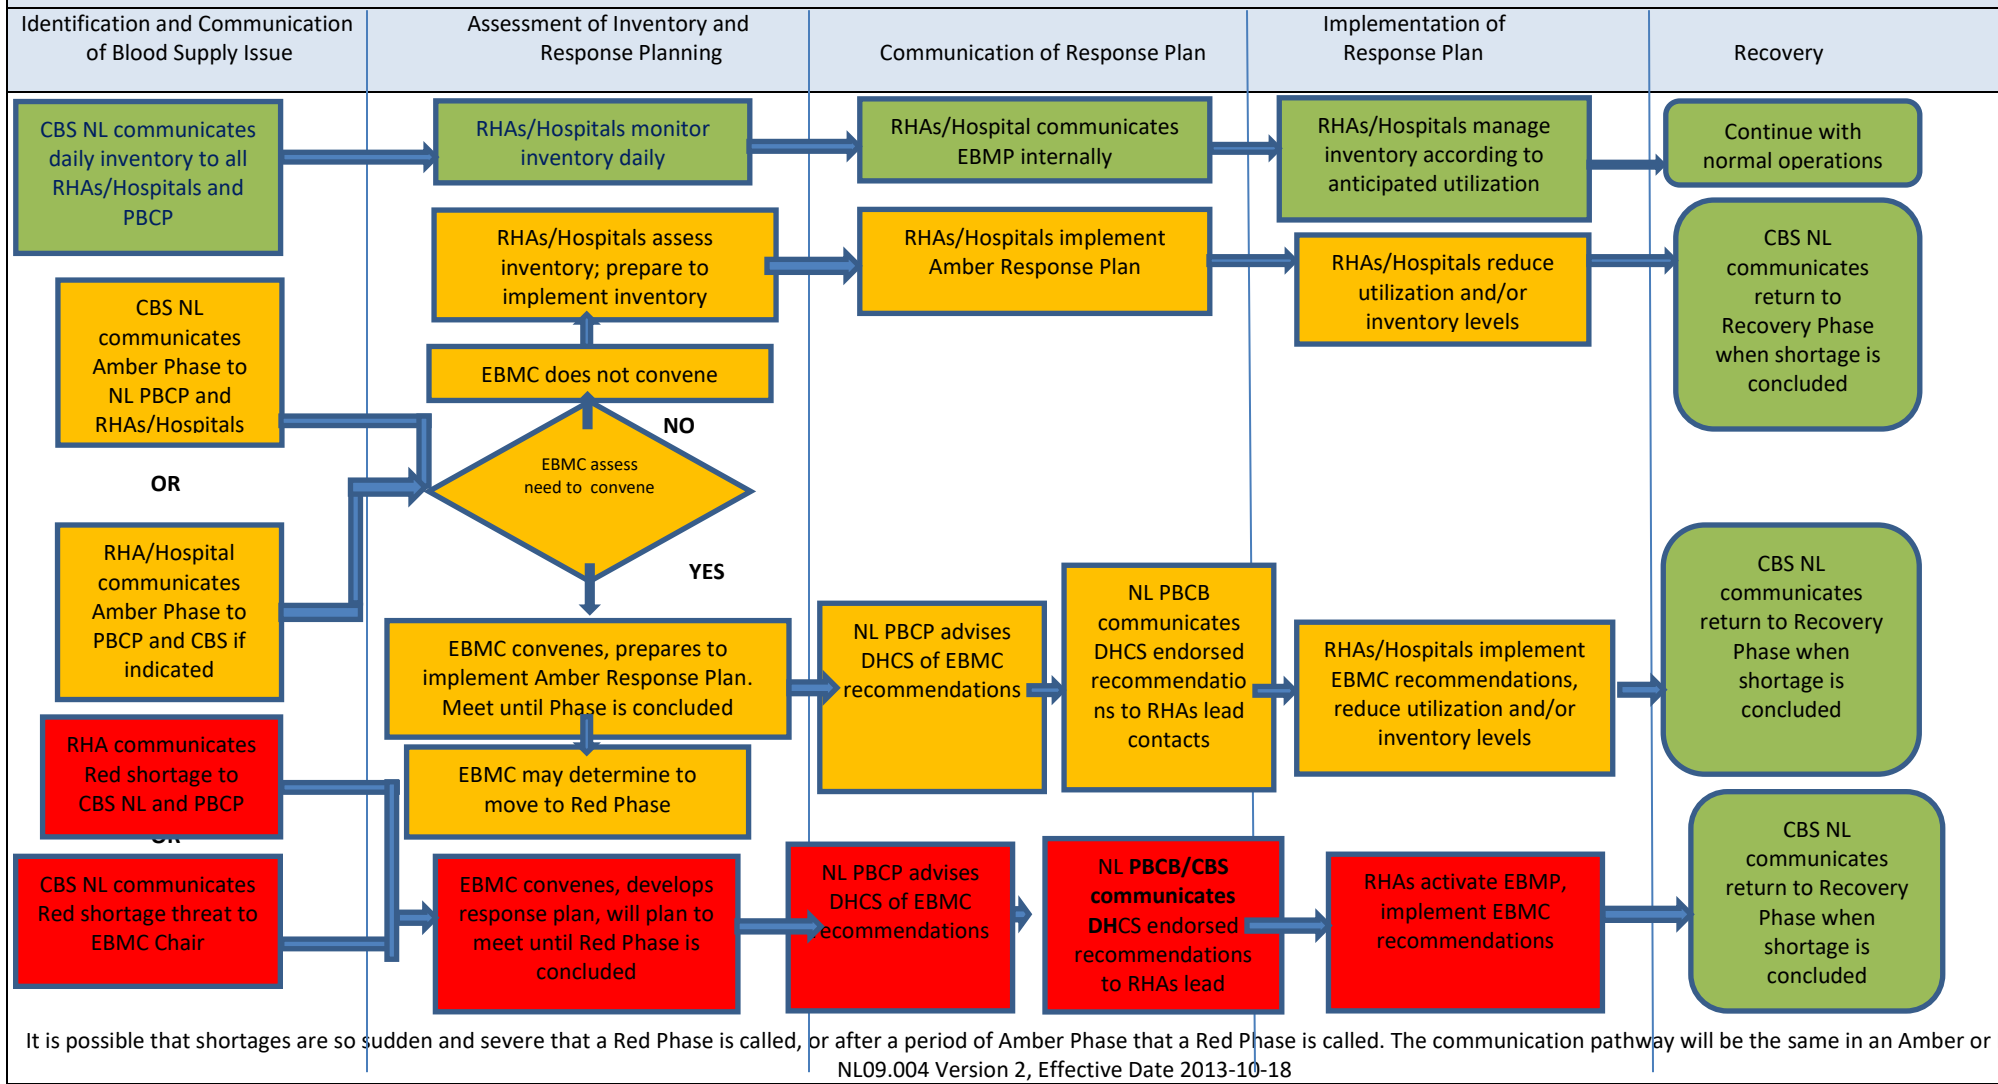 Identification and Communication
of Blood Supply Issue
Assessment of Inventory and
Response Planning
Communication of Response Plan
Implementation of
Response Plan
Recovery
CBS NL communicates
daily inventory to all
RHAs/Hospitals and
PBCP
RHAs/Hospitals monitor
inventory daily
RHAs/Hospital communicates
EBMP internally
RHAs/Hospitals manage
inventory according to
anticipated utilization
Continue with
normal operations
CBS NL
communicates
Amber Phase to
NL PBCP and
RHAs/Hospitals
OR
RHA/Hospital
communicates
Amber Phase to
PBCP and CBS if
indicated
RHAs/Hospitals assess
inventory; prepare to
implement inventory
EBMC does not convene
NO
EBMC assess
need to convene
YES
RHAs/Hospitals implement
Amber Response Plan
RHAs/Hospitals reduce
utilization and/or
inventory levels
CBS NL
communicates
return to
Recovery Phase
when shortage is
concluded
EBMC convenes, prepares to
implement Amber Response Plan.
Meet until Phase is concluded
EBMC may determine to
move to Red Phase
NL PBCP advises
DHCS of EBMC
recommendations
NL PBCB
communicates
DHCS endorsed
recommendatio
ns to RHAs lead
contacts
RHAs/Hospitals implement
EBMC recommendations,
reduce utilization and/or
inventory levels
CBS NL
communicates
return to Recovery
Phase when
shortage is
concluded
RHA communicates
Red shortage to
CBS NL and PBCP
OR
CBS NL communicates
Red shortage threat to
EBMC Chair
EBMC convenes, develops
response plan, will plan to
meet until Red Phase is
concluded
NL PBCP advises
DHCS of EBMC
recommendations
NL PBCB/CBS
communicates
DHCS endorsed
recommendations
to RHAs lead
RHAs activate EBMP,
implement EBMC
recommendations
CBS NL
communicates
return to Recovery
Phase when
shortage is
concluded
It is possible that shortages are so sudden and severe that a Red Phase is called, or after a period of Amber Phase that a Red Phase is called. The communication pathway will be the same in an Amber or
NL09.004 Version 2, Effective Date 2013-10-18